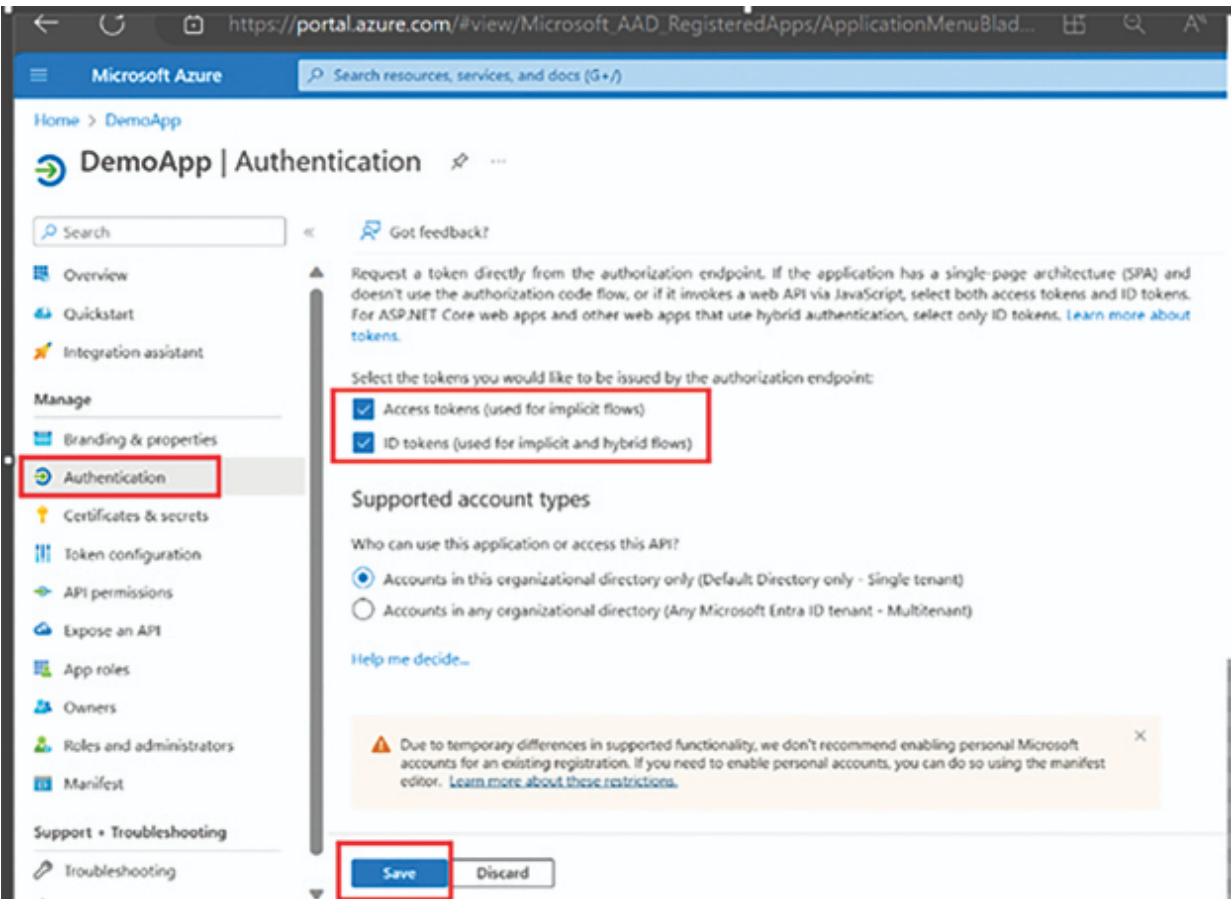 https://portal.azure.com/#view/Microsoft_AAD_RegisteredApps/ApplicationMenuBlad...
Microsoft Azure
Search resources, services, and docs (G+/)
Home > DemoApp
DemoApp | Authentication
Search
Got feedback?
Overview
Quickstart
Integration assistant
Manage
Branding & properties
Authentication
Certificates & secrets
Token configuration
API permissions
Expose an API
App roles
Owners
Roles and administrators
Manifest
Support + Troubleshooting
Troubleshooting
Request a token directly from the authorization endpoint. If the application has a single-page architecture (SPA) and
doesn't use the authorization code flow, or if it invokes a web API via JavaScript, select both access tokens and ID tokens.
For ASP.NET Core web apps and other web apps that use hybrid authentication, select only ID tokens. Learn more about
tokens.
Select the tokens you would like to be issued by the authorization endpoint:
Access tokens (used for implicit flows)
ID tokens (used for implicit and hybrid flows)
Supported account types
Who can use this application or access this API?
Accounts in this organizational directory only (Default Directory only - Single tenant)
Accounts in any organizational directory (Any Microsoft Entra ID tenant - Multitenant)
Help me decide...
Due to temporary differences in supported functionality, we don't recommend enabling personal Microsoft
accounts for an existing registration. If you need to enable personal accounts, you can do so using the manifest
editor. Learn more about these restrictions.
Save
Discard